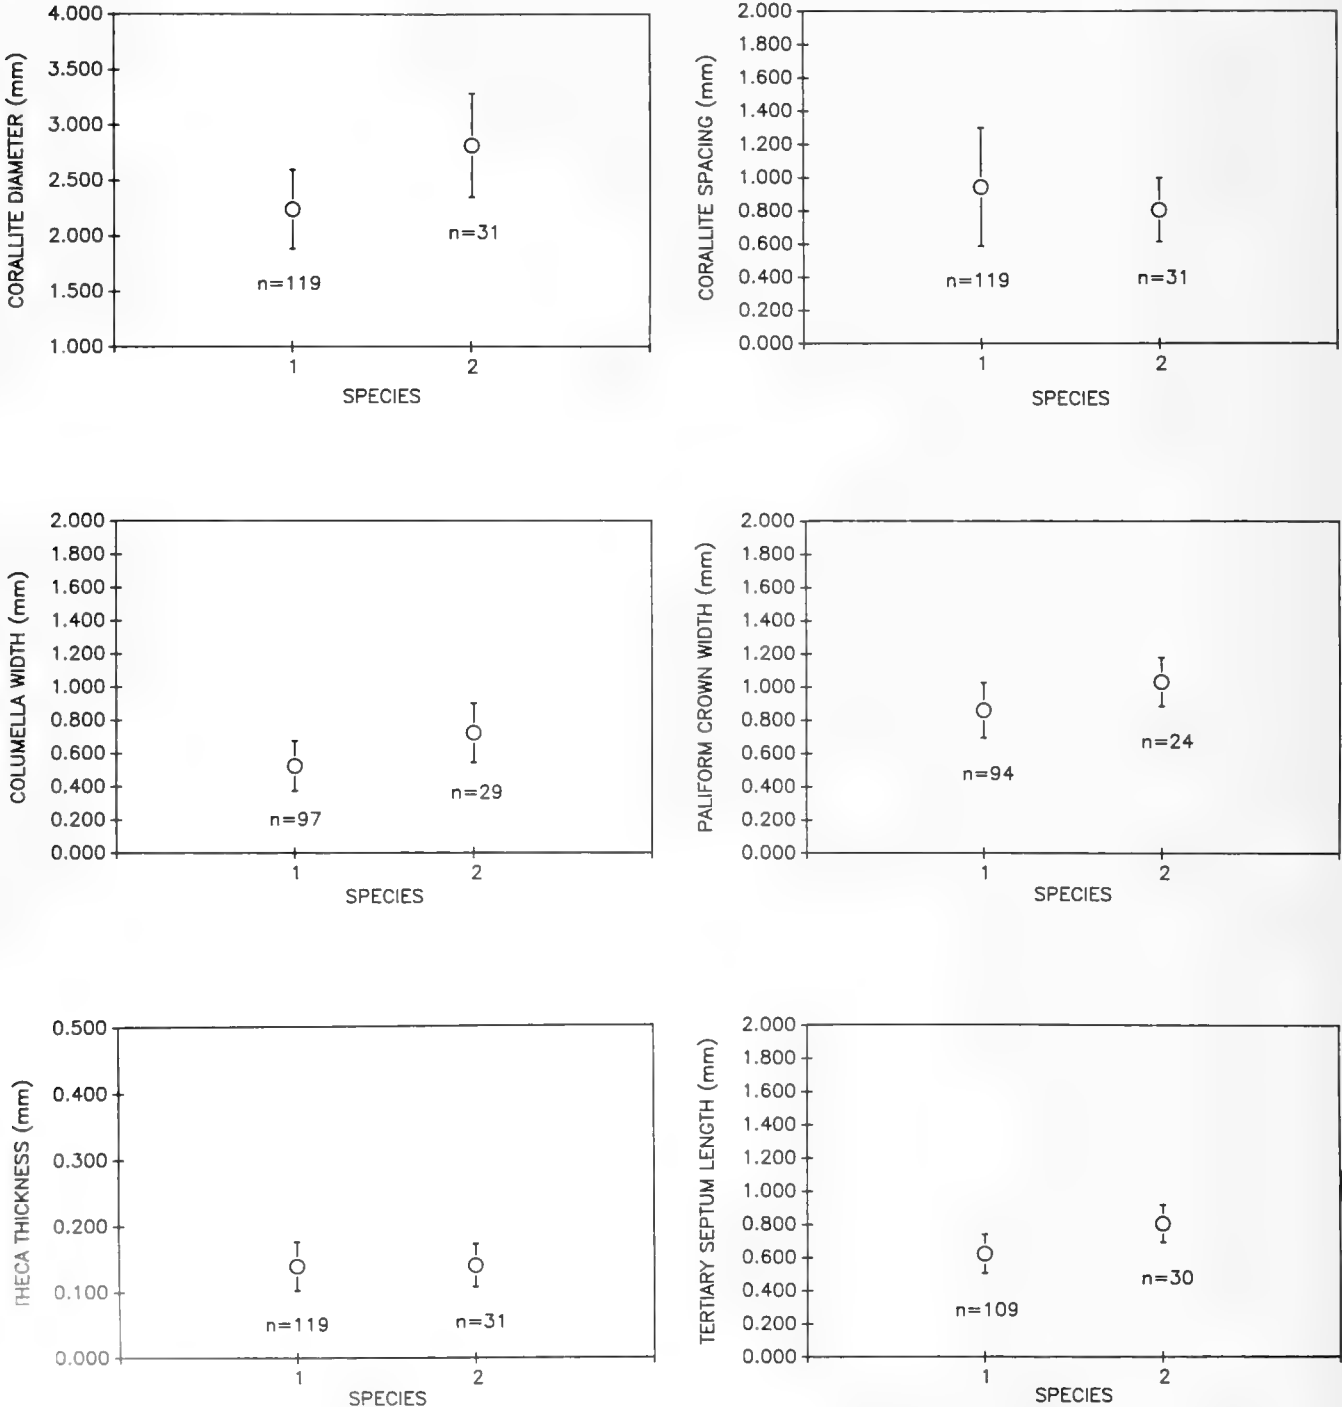 CORALLITE DIAMETER (mm)
4.000
3.500
3.000
2.500
2.000
1.500
1.000
n=119
n=31
1
2
SPECIES
CORALLITE SPACING (mm)
2.000
1.800
1.600
1.400
1.200
1.000
0.800
0.600
0.400
0.200
0.000
n=119
n=31
1
2
SPECIES
COLUMELLA WIDTH (mm)
2.000
1.800
1.600
1.400
1.200
1.000
0.800
0.600
0.400
0.200
0.000
n=97
n=29
1
2
SPECIES
PALIFORM CROWN WIDTH (mm)
2.000
1.800
1.600
1.400
1.200
1.000
0.800
0.600
0.400
0.200
0.000
n=94
n=24
1
2
SPECIES
THECA THICKNESS (mm)
0.500
0.400
0.300
0.200
0.100
0.000
n=119
n=31
1
2
SPECIES
TERTIARY SEPTUM LENGTH (mm)
2.000
1.800
1.600
1.400
1.200
1.000
0.800
0.600
0.400
0.200
0.000
n=109
n=30
1
2
SPECIES